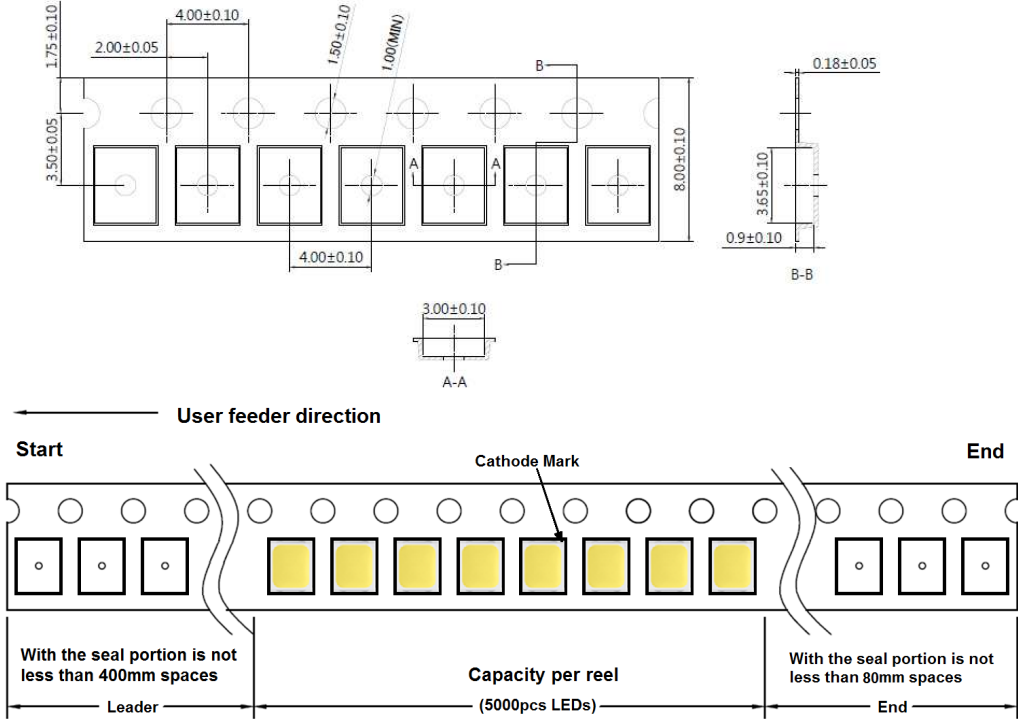 4.00±0.10
1.75±0.10
2.00±0.05
1.50±0.10
1.00(MIN)
B
0.18±0.05
3.50±0.05
A
A
8.00±0.10
3.65±0.10
0.9±0.10
4.00±0.10
B
B-B
3.00±0.10
A-A
User feeder direction
Start
End
Cathode Mark
With the seal portion is not
less than 400mm spaces
Capacity per reel
With the seal portion is not
less than 80mm spaces
Leader
(5000pcs LEDs)
End